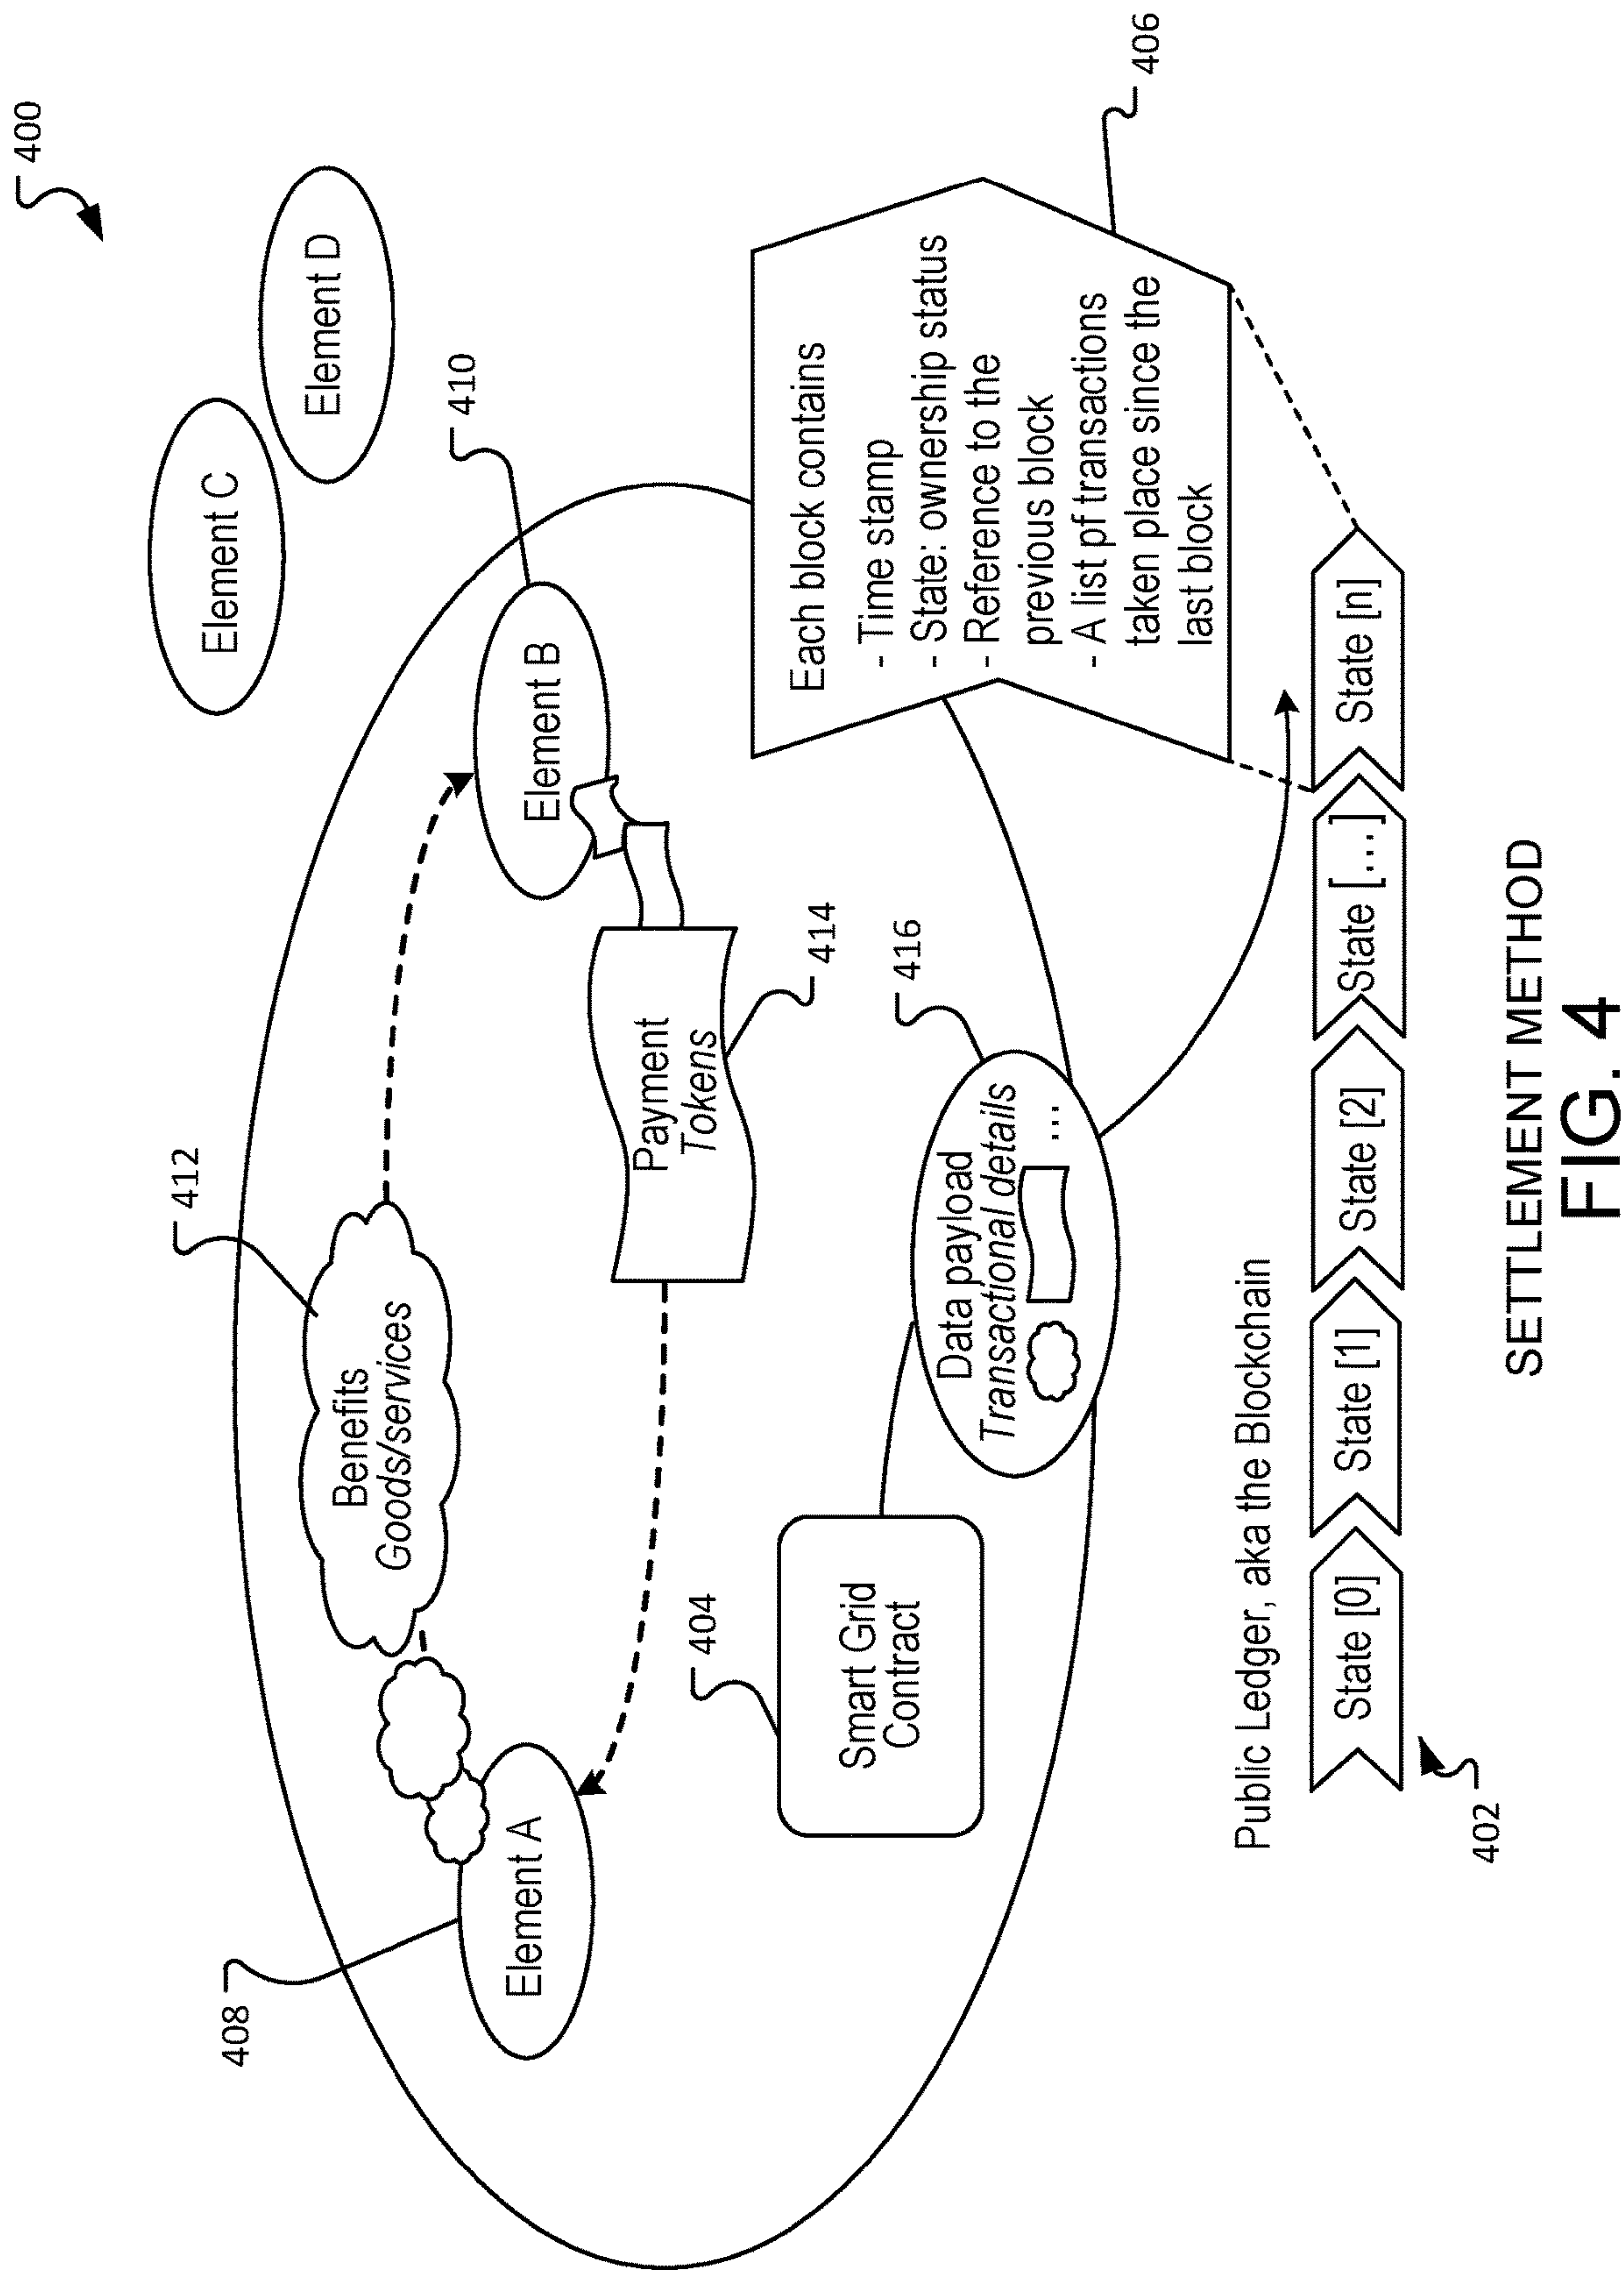 400
Element C
Element D
412
410
Benefits
Goods/services
408
Element A
Element B
Payment
Tokens
414
404
Smart Grid
Contract
416
Data payload
Transactional details
...
Each block contains
- Time stamp
- State: ownership status
- Reference to the
previous block
- A list pf transactions
taken place since the
last block
406
Public Ledger, aka the Blockchain
State [0]
State [1]
State [2]
State [...]
State [n]
402
SETTLEMENT METHOD
FIG. 4